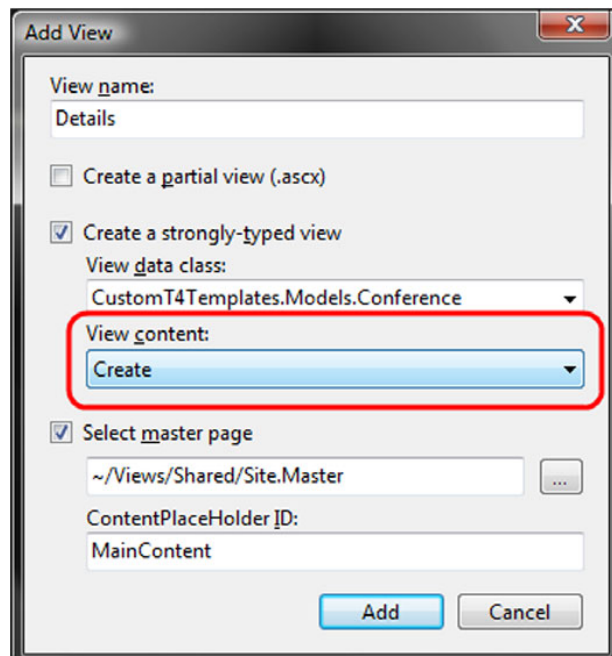 Add View
View name:
Details
Create a partial view (.ascx)
Create a strongly-typed view
View data class:
CustomT4Templates.Models.Conference
View content:
Create
Select master page
~/Views/Shared/Site.Master
...
ContentPlaceHolder ID:
MainContent
Add Cancel